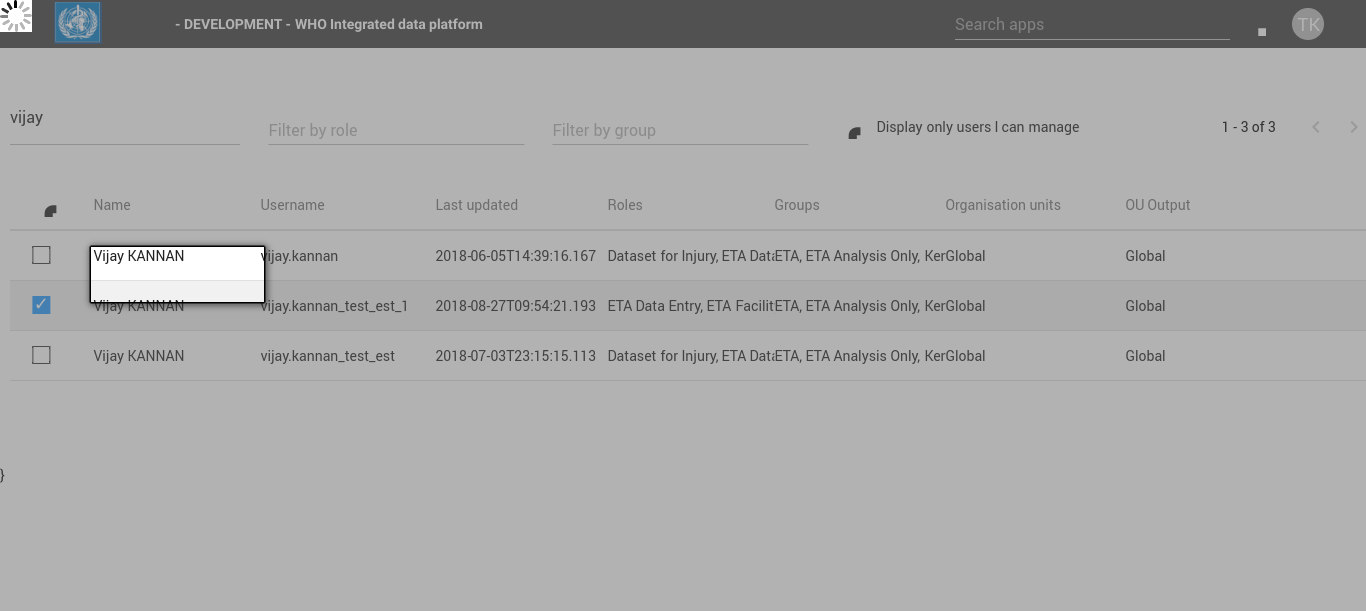 - DEVELOPMENT - WHO Integrated data platform
Search apps
TK
vijay
Filter by role
Filter by group
Display only users I can manage
1 - 3 of 3
Name Username Last updated Roles Groups Organisation units OU Output
Vijay KANNAN vijay.kannan 2018-06-05T14:39:16.167 Dataset for Injury, ETA Data ETA, ETA Analysis Only, Ker Global Global
Vijay KANNAN vijay.kannan_test_est_1 2018-08-27T09:54:21.193 ETA Data Entry, ETA Facilit ETA, ETA Analysis Only, Ker Global Global
Vijay KANNAN vijay.kannan_test_est 2018-07-03T23:15:15.113 Dataset for Injury, ETA Data ETA, ETA Analysis Only, Ker Global Global
}